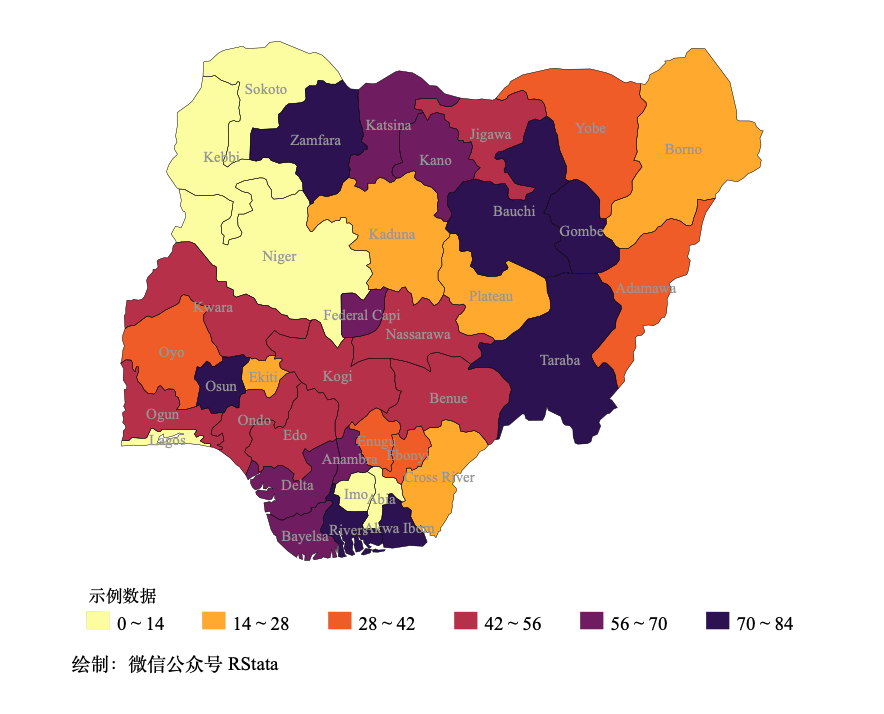 Sokoto
Zamfara
Katsina
Jigawa
Yobe
Borno
Kebbi
Kano
Bauchi
Gombe
Niger
Kaduna
Plateau
Adamawa
Kwara
Federal Capi
Nassarawa
Oyo
Osun
Ekiti
Kogi
Taraba
Benue
Ogun
Ondo
Edo
Lagos
Enugu
Ebonyi
Anambra
Cross River
Delta
Imo
Abia
Bayelsa
Rivers
Akwa Ibom
示例数据
0 ~ 14 14 ~ 28 28 ~ 42 42 ~ 56 56 ~ 70 70 ~ 84
绘制：微信公众号 RStata